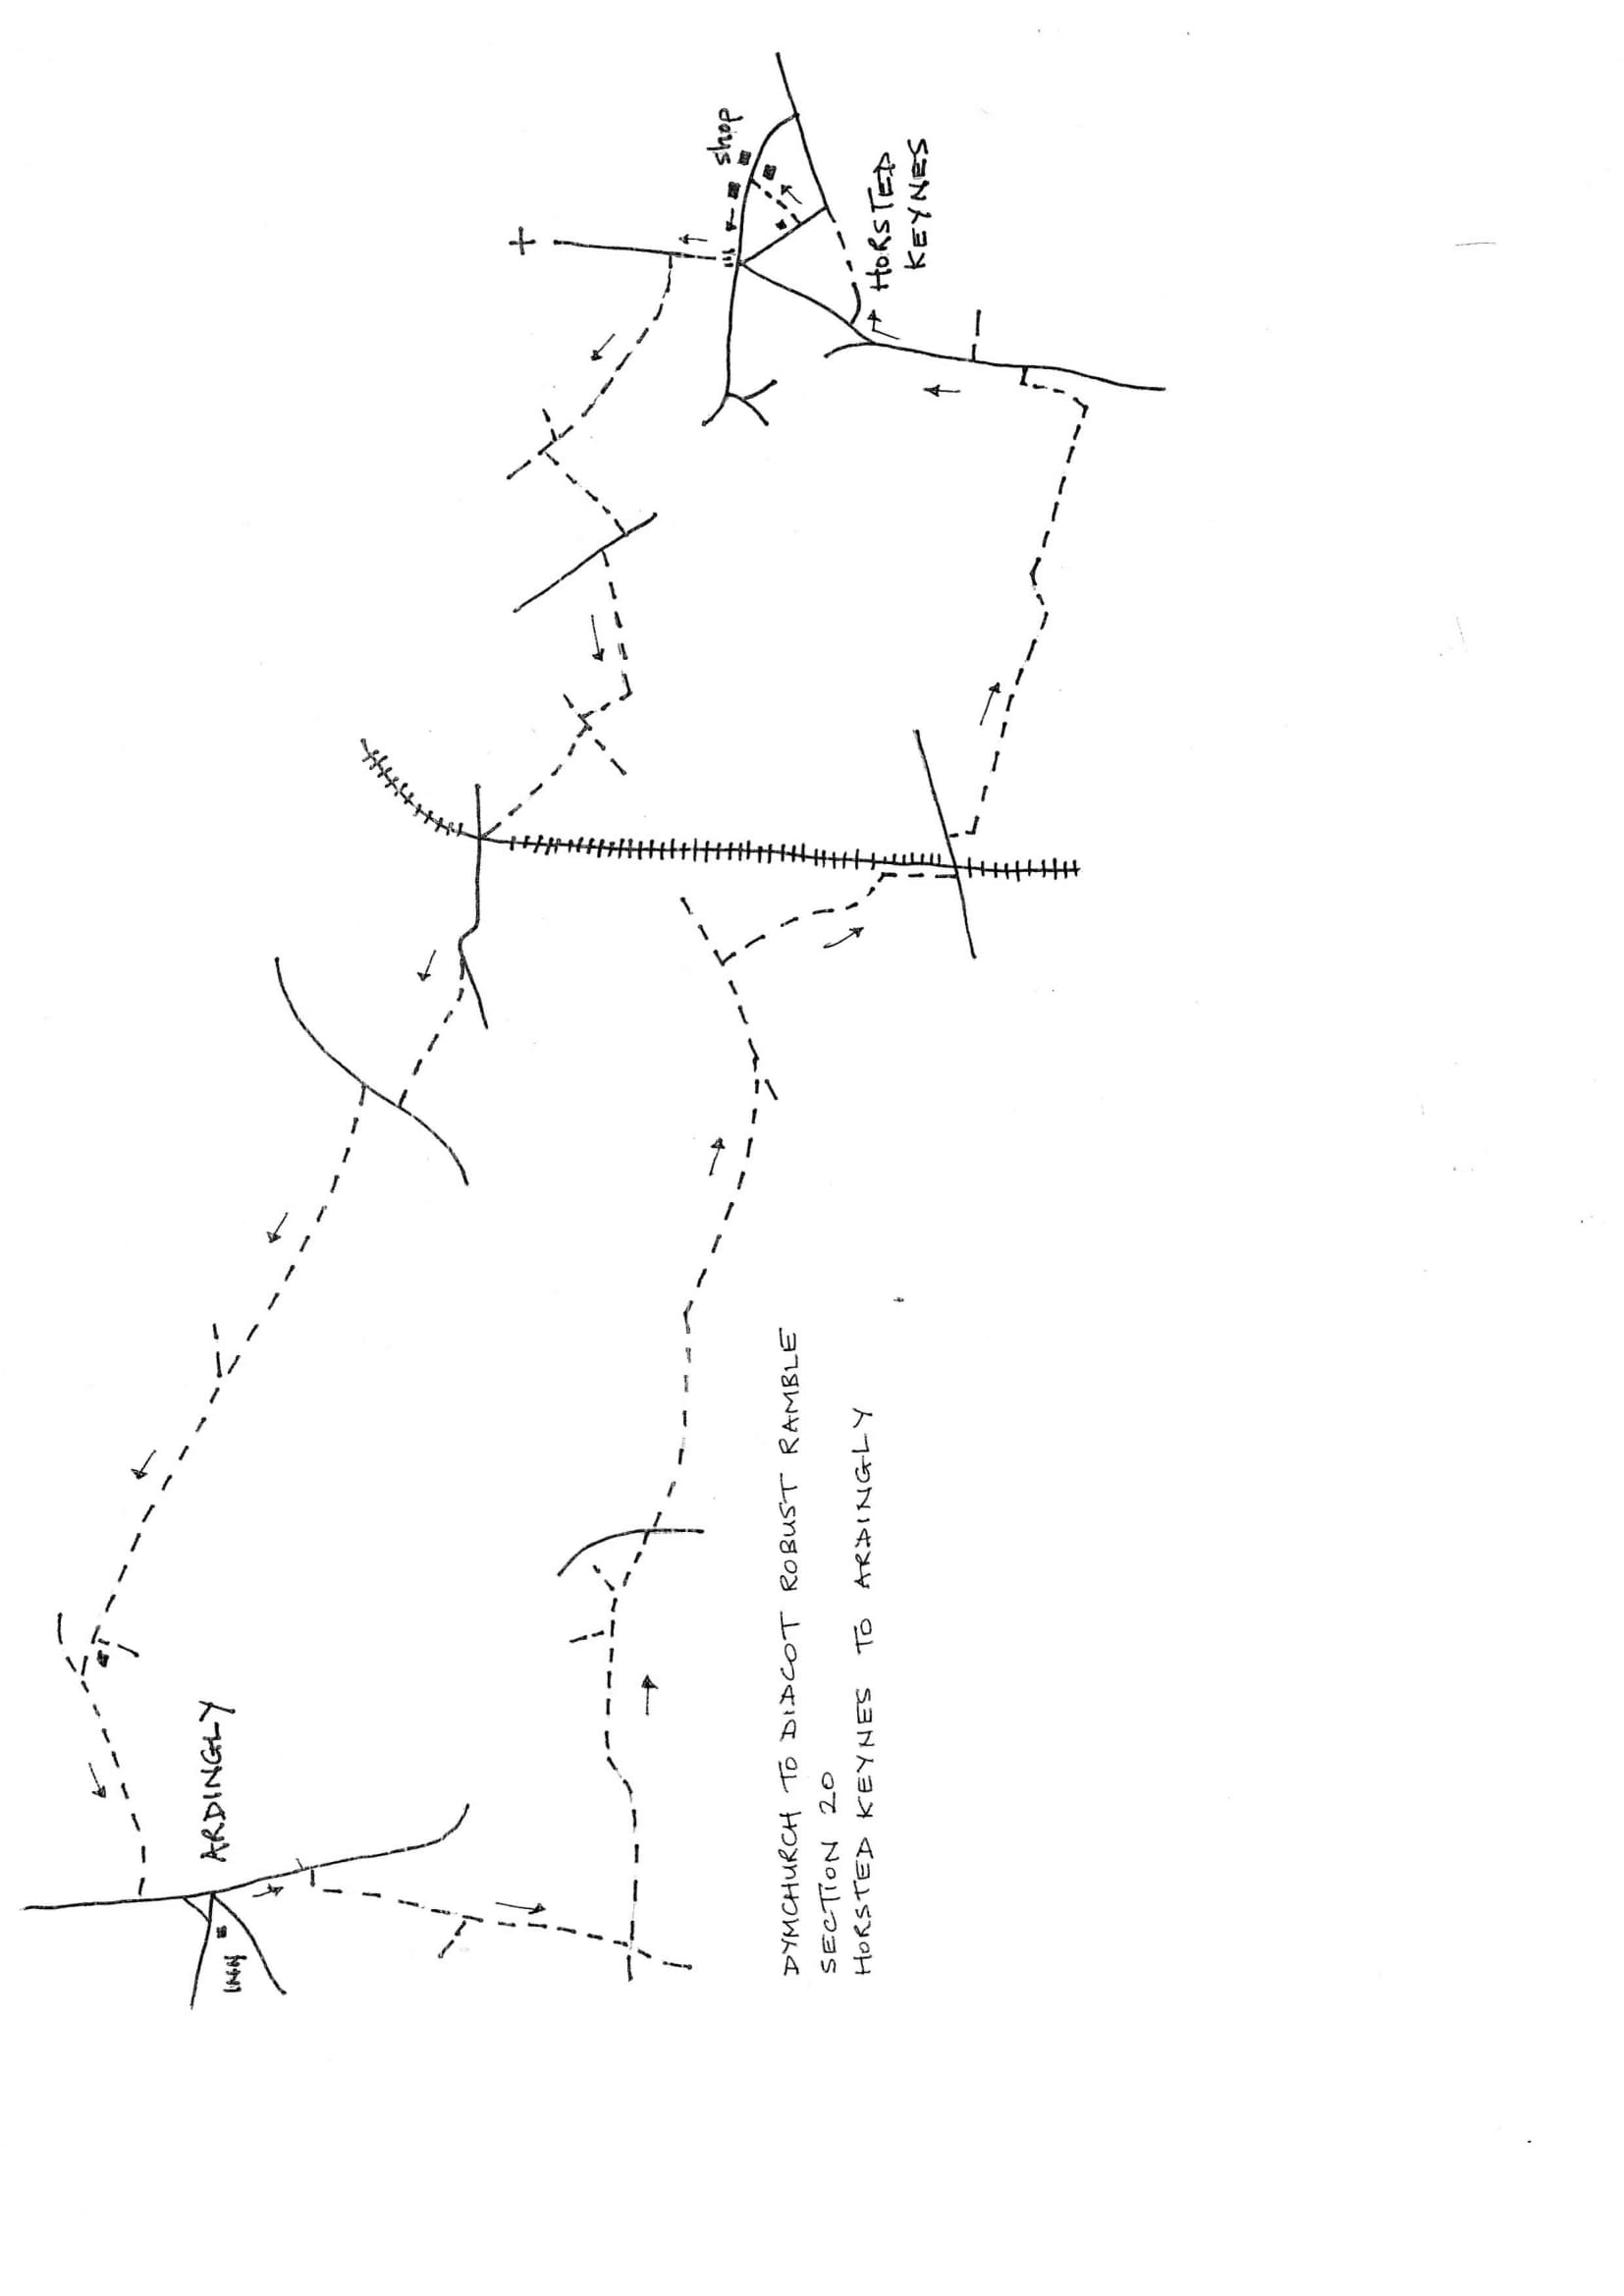 ARDINGLY
INN
shop
DYMCHURCH TO DIDCOT ROBUST RAMBLE
SECTION 20
HORSTED KEYNES TO ARDINGLY
HORSTED
KEYNES